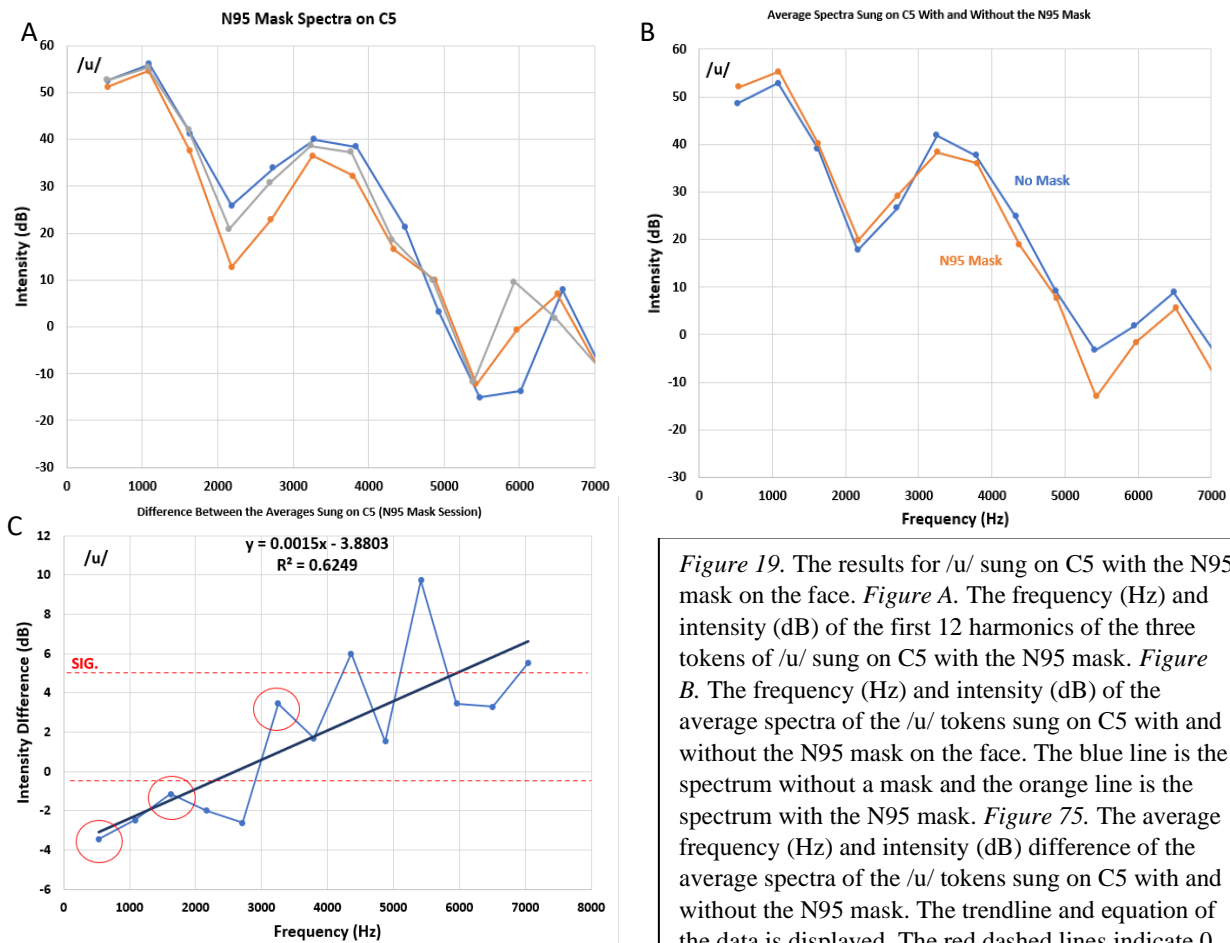 N95 Mask Spectra on C5
A
/u/
Intensity (dB)
60
50
40
30
20
10
0
-10
-20
-30
0 1000 2000 3000 4000 5000 6000 7000
Average Spectra Sung on C5 With and Without the N95 Mask
B
/u/
Intensity (dB)
60
50
40
30
20
10
0
-10
-20
-30
No Mask
N95 Mask
0 1000 2000 3000 4000 5000 6000 7000
Frequency (Hz)
Difference Between the Averages Sung on C5 (N95 Mask Session)
C
/u/
y = 0.0015x - 3.8803
R² = 0.6249
SIG.
Intensity DIfference (dB)
12
10
8
6
4
2
0
-2
-4
-6
0 1000 2000 3000 4000 5000 6000 7000 8000
Frequency (Hz)
Figure 19. The results for /u/ sung on C5 with the N95
mask on the face. Figure A. The frequency (Hz) and
intensity (dB) of the first 12 harmonics of the three
tokens of /u/ sung on C5 with the N95 mask. Figure
B. The frequency (Hz) and intensity (dB) of the
average spectra of the /u/ tokens sung on C5 with and
without the N95 mask on the face. The blue line is the
spectrum without a mask and the orange line is the
spectrum with the N95 mask. Figure 75. The average
frequency (Hz) and intensity (dB) difference of the
average spectra of the /u/ tokens sung on C5 with and
without the N95 mask. The trendline and equation of
the data is displayed. The red dashed lines indicate 0